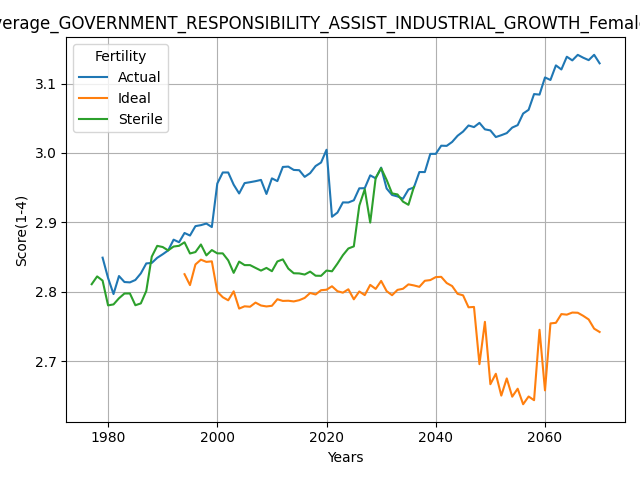 verage_GOVERNMENT_RESPONSIBILITY_ASSIST_INDUSTRIAL_GROWTH_Female
Fertility
Actual
Ideal
Sterile
Score(1-4)
3.1
3.0
2.9
2.8
2.7
1980 2000 2020 2040 2060
Years